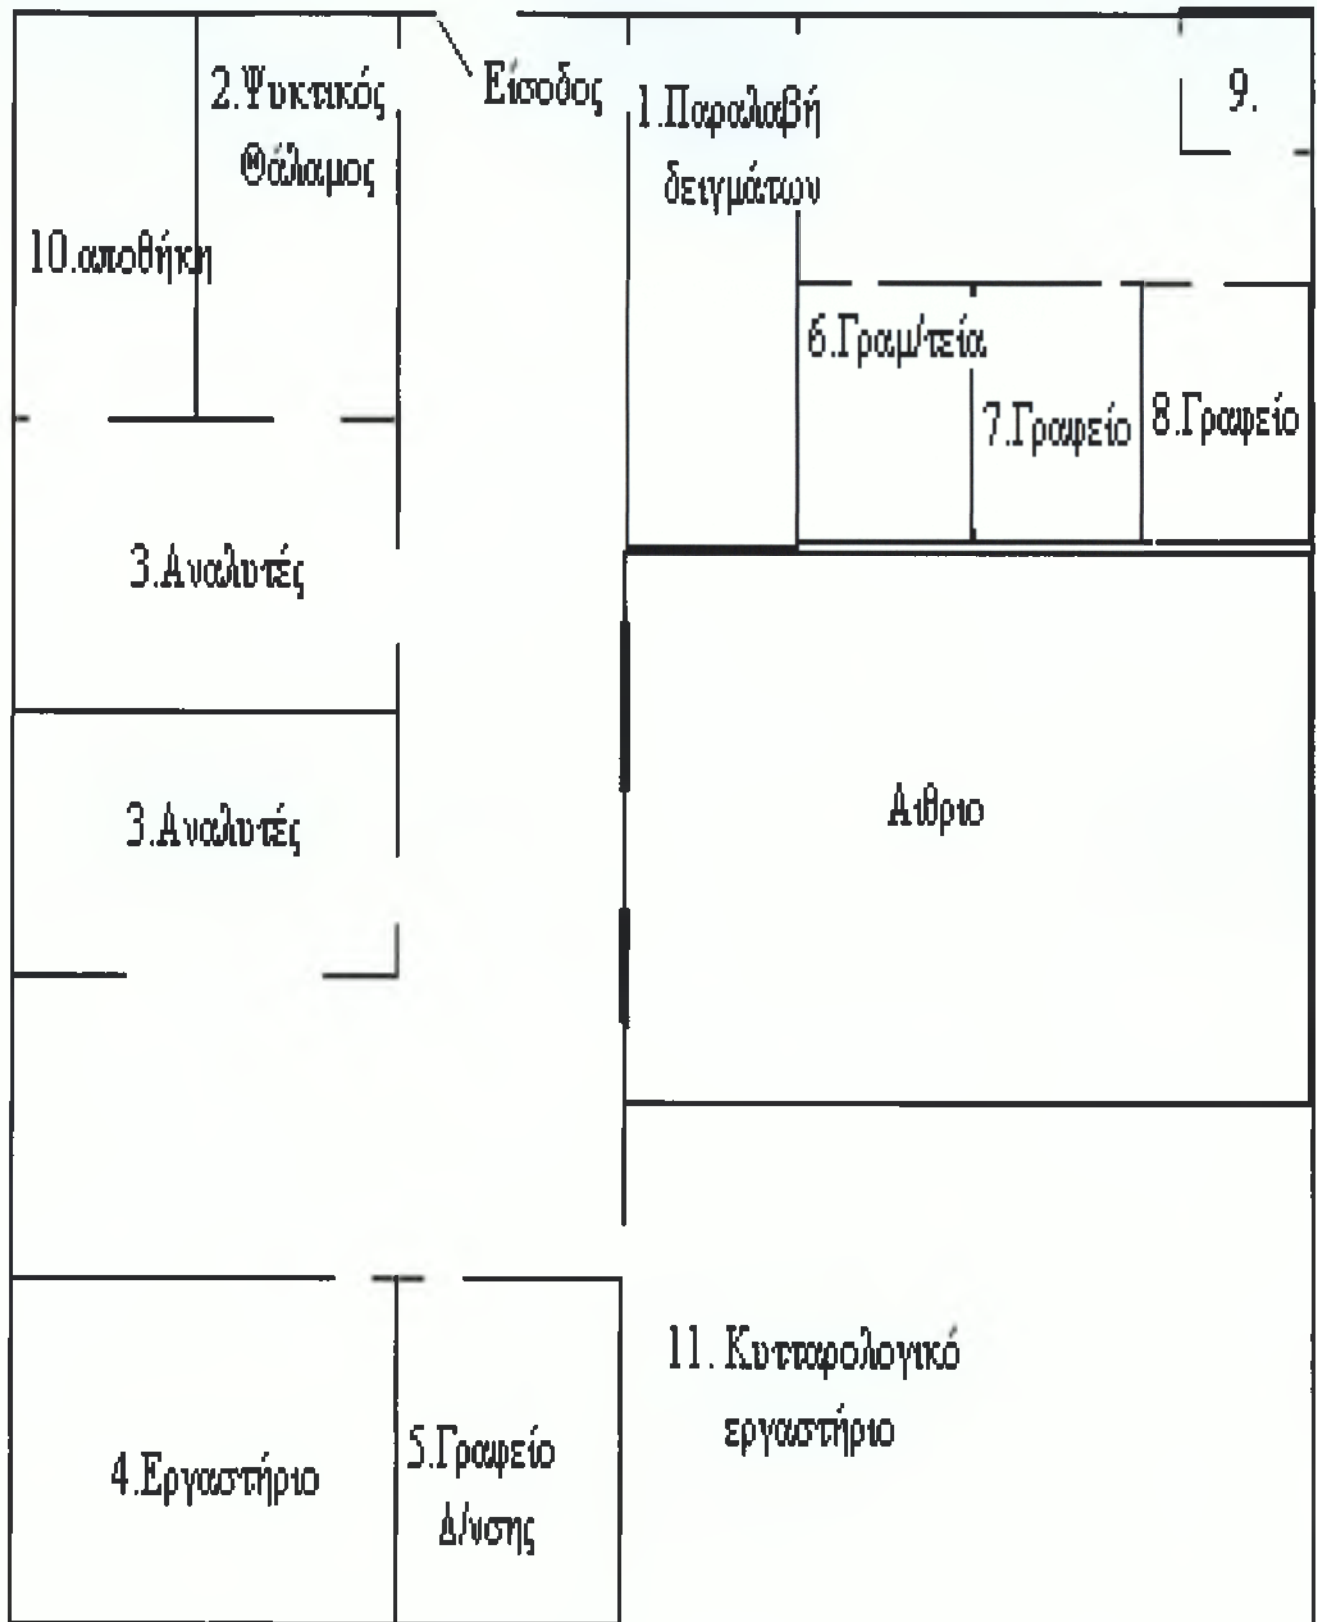 2.Ψυκτικός
Θάλαμος
Είσοδος
1.Παραλαβή
δειγμάτων
9.
10.αποθήκη
6.Γραμ/τεία
7.Γραφείο
8.Γραφείο
3.Αναλυτές
3.Αναλυτές
Αιθριο
11. Κυτταρολογικό
εργαστήριο
4.Εργαστήριο
5.Γραφείο
Δ/νσης